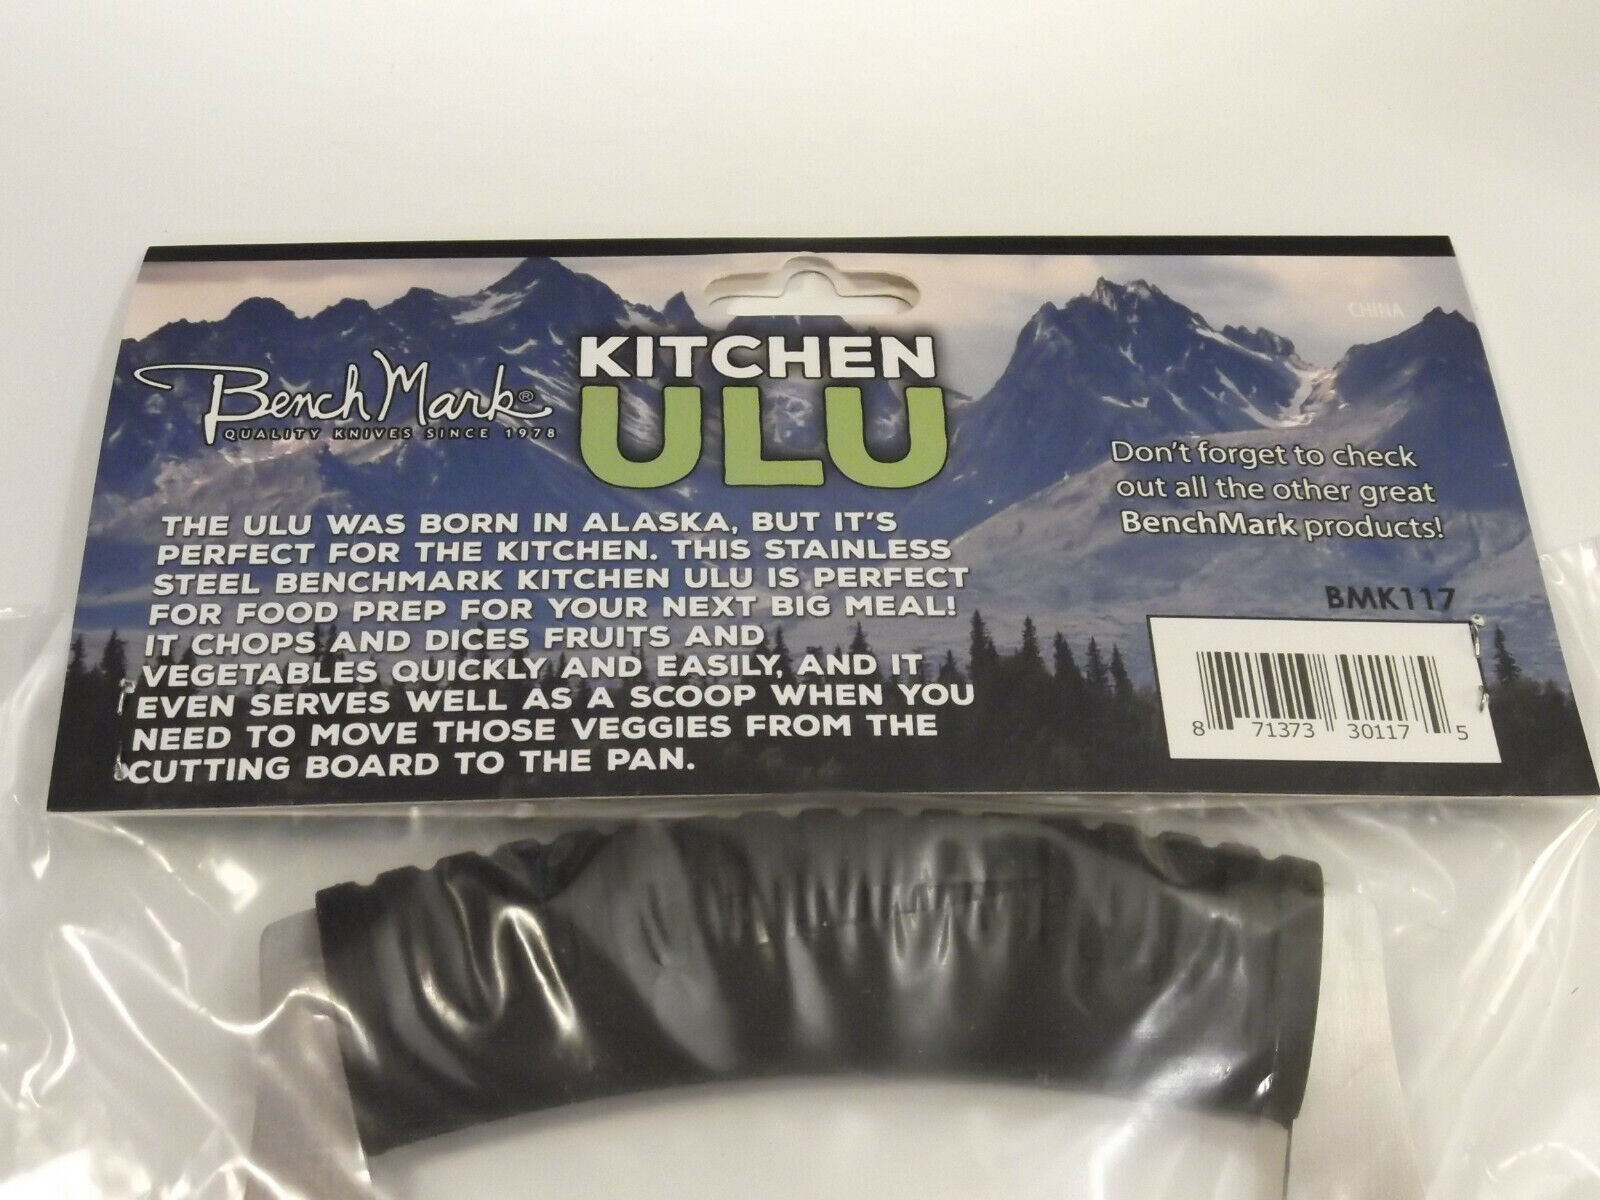 CHINA
KITCHEN
ULU
Bench Mark®
QUALITY KNIVES SINCE 1978
THE ULU WAS BORN IN ALASKA, BUT IT'S
PERFECT FOR THE KITCHEN. THIS STAINLESS
STEEL BENCHMARK KITCHEN ULU IS PERFECT
FOR FOOD PREP FOR YOUR NEXT BIG MEAL!
IT CHOPS AND DICES FRUITS AND
VEGETABLES QUICKLY AND EASILY, AND IT
EVEN SERVES WELL AS A SCOOP WHEN YOU
NEED TO MOVE THOSE VEGGIES FROM THE
CUTTING BOARD TO THE PAN.
Don't forget to check
out all the other great
BenchMark products!
BMK117
8 71373 30117 5